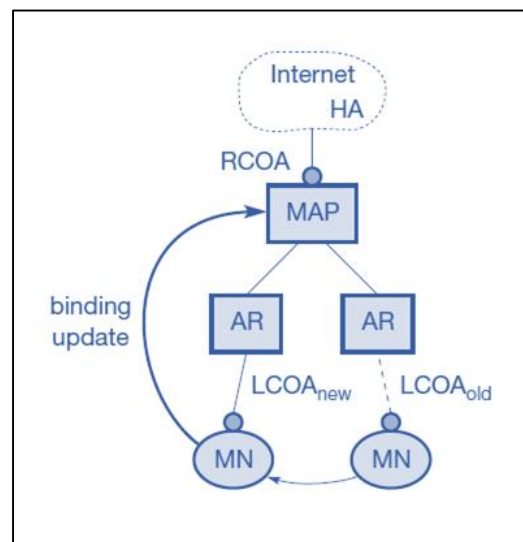 Internet
HA
RCOA
MAP
binding
update
AR
AR
LCOAnew
LCOAold
MN
MN